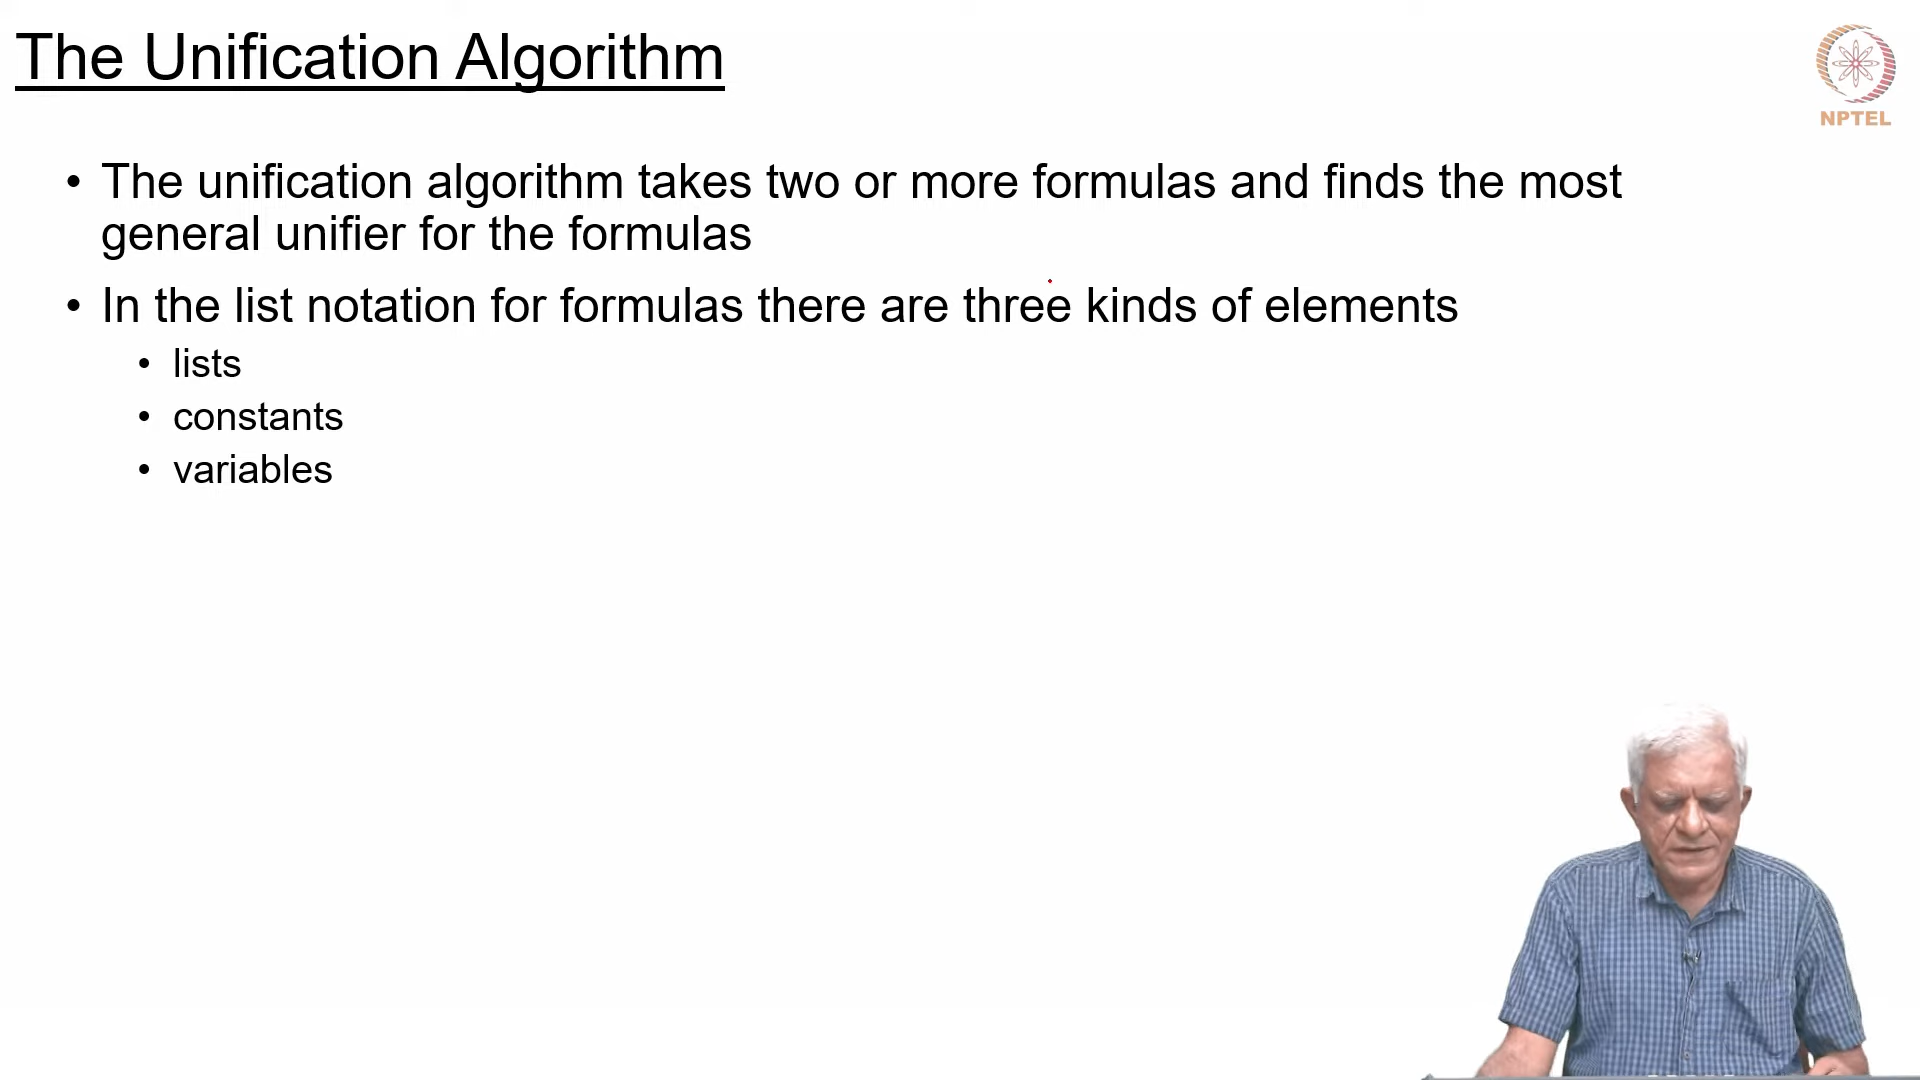 The Unification Algorithm
NPTEL
• The unification algorithm takes two or more formulas and finds the most
general unifier for the formulas
• In the list notation for formulas there are three kinds of elements
• lists
• constants
• variables